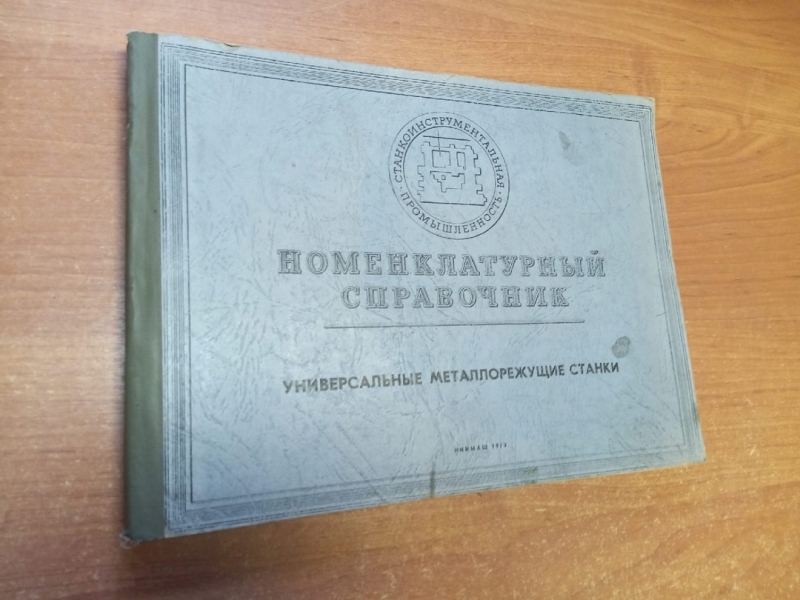 СТАНКОИНСТРУМЕНТАЛЬНАЯ
ПРОМЫШЛЕННОСТЬ
НОМЕНКЛАТУРНЫЙ
СПРАВОЧНИК
УНИВЕРСАЛЬНЫЕ МЕТАЛЛОРЕЖУЩИЕ СТАНКИ
НИИМАШ